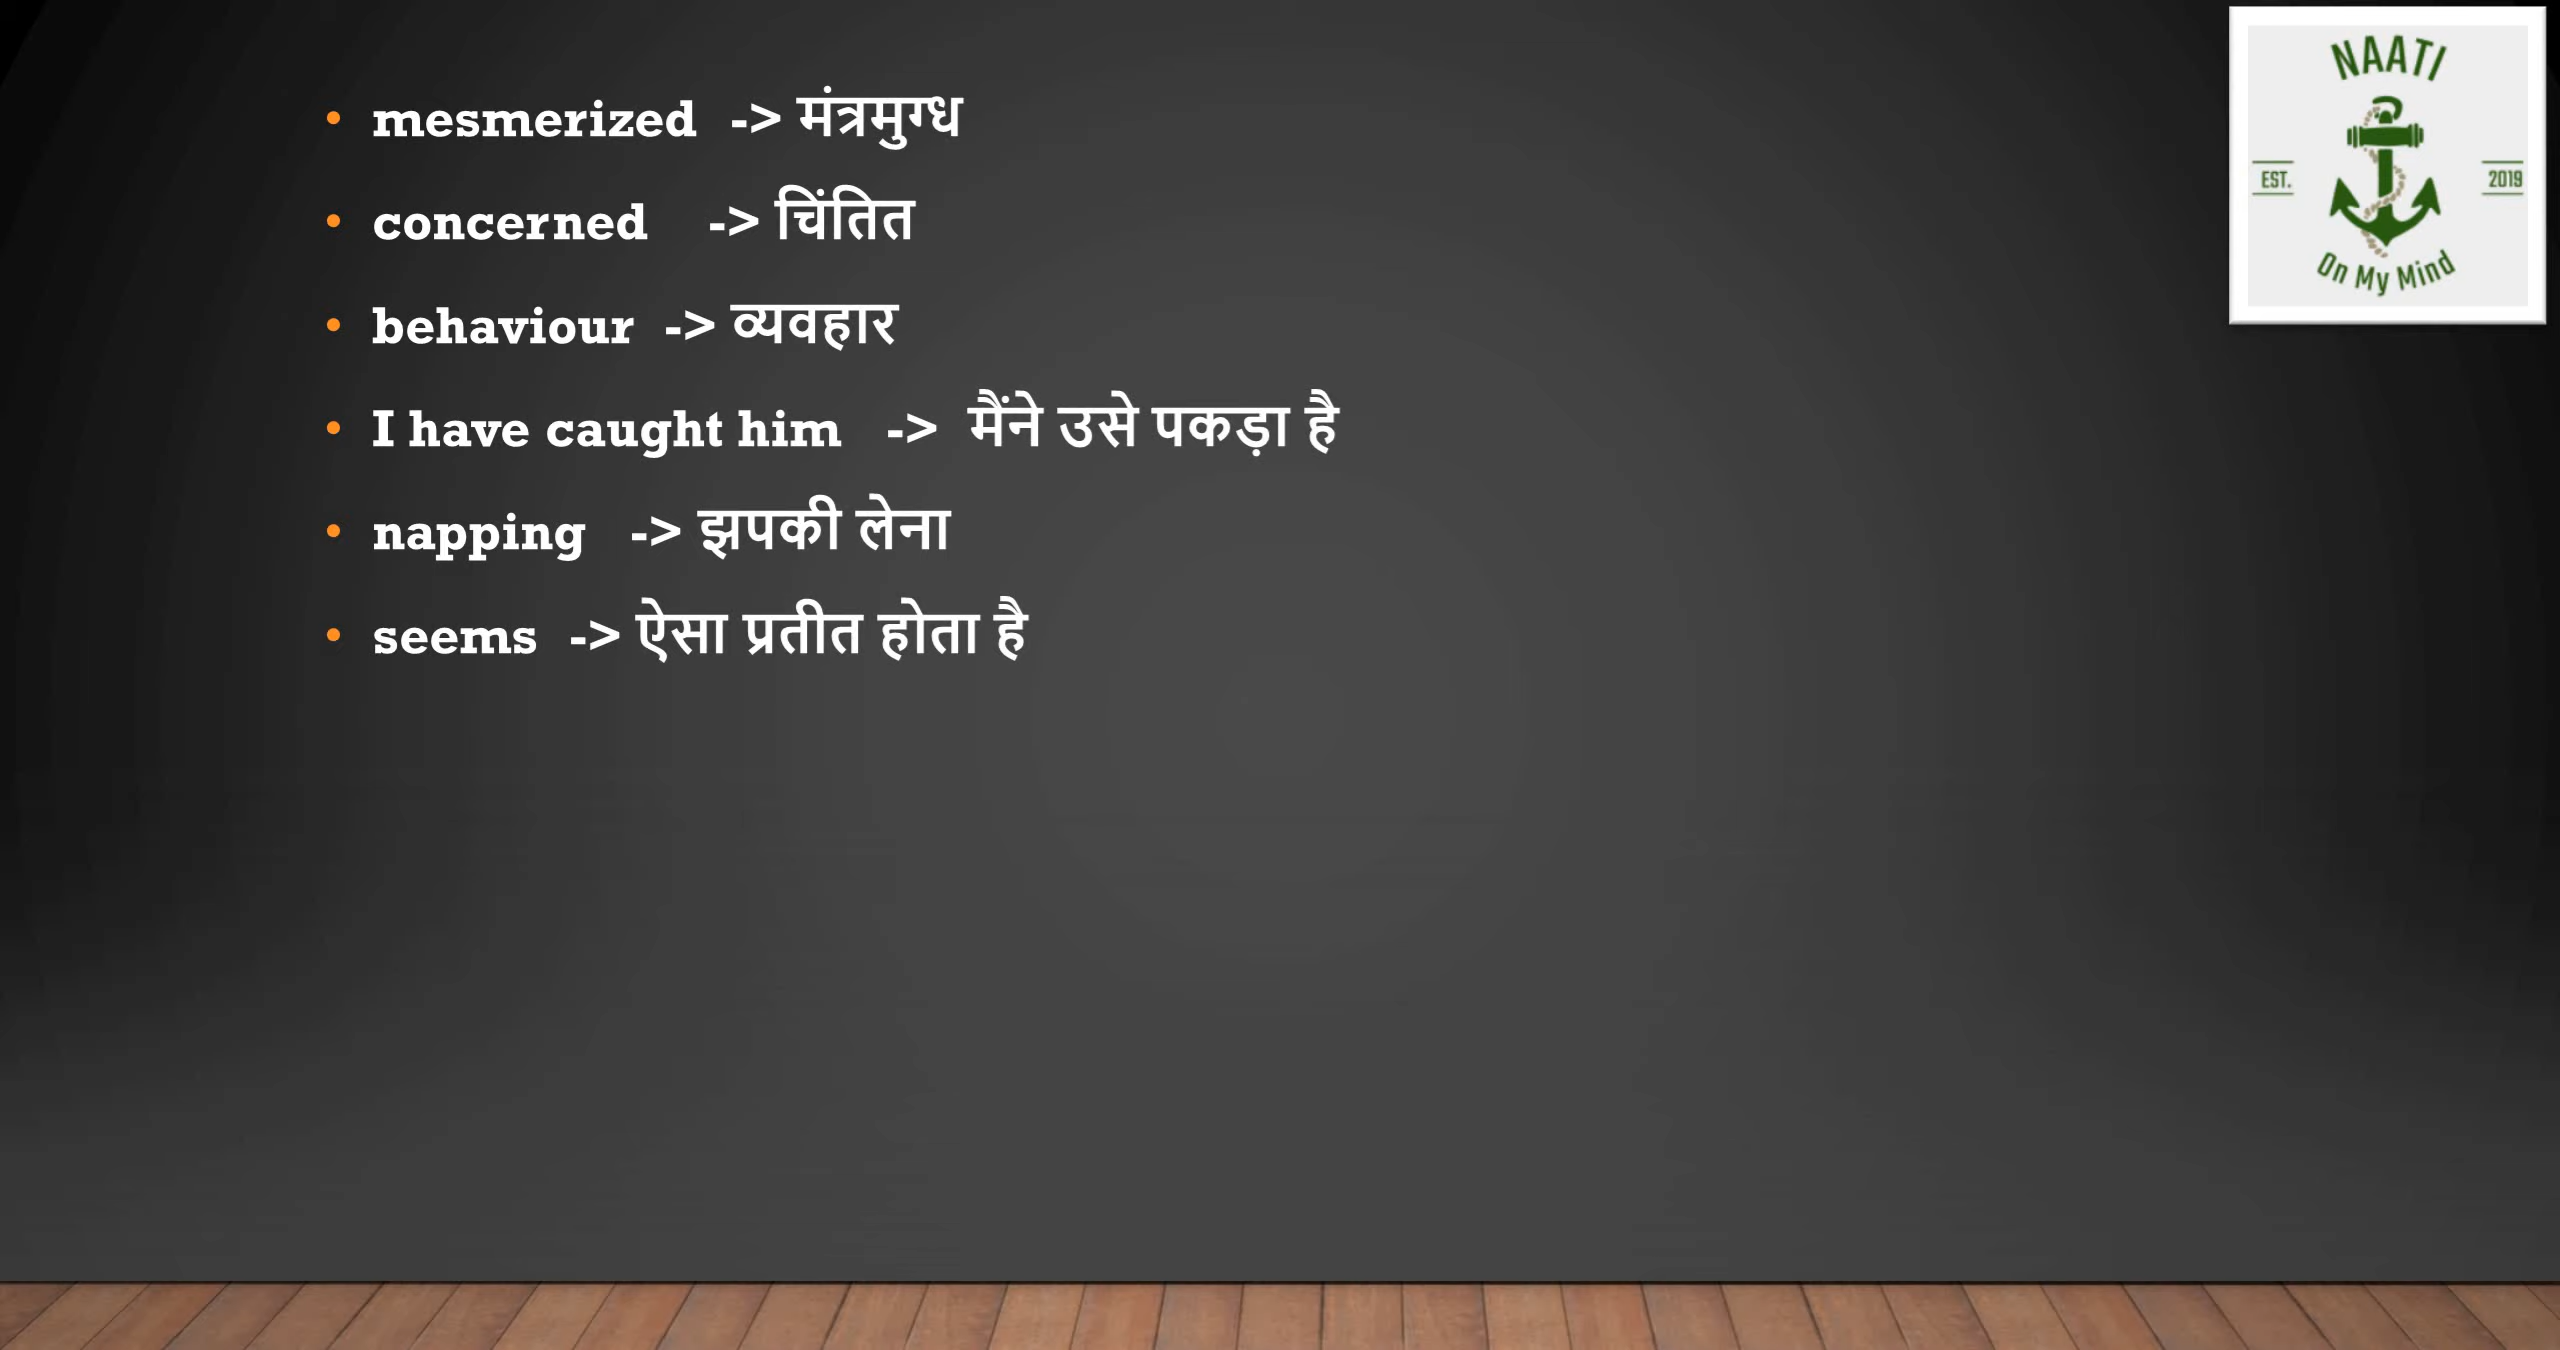 NAATI
EST. 2019
On My Mind
• mesmerized -> मंत्रमुग्ध
• concerned -> चिंतित
• behaviour -> व्यवहार
• I have caught him -> मैंने उसे पकड़ा है
• napping -> झपकी लेना
• seems -> ऐसा प्रतीत होता है